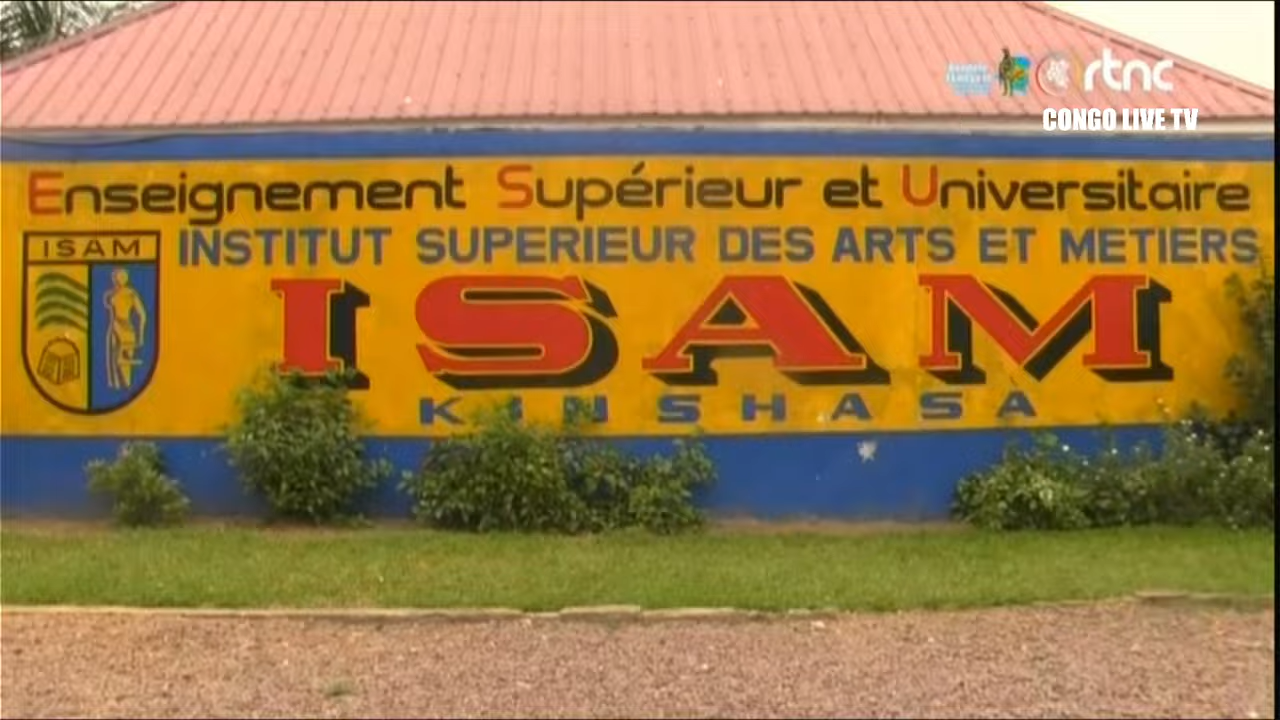 rtnc
CONGO LIVE TV
Enseignement Supérieur et Universitaire
ISAM
INSTITUT SUPERIEUR DES ARTS ET METIERS
ISAM
KINSHASA